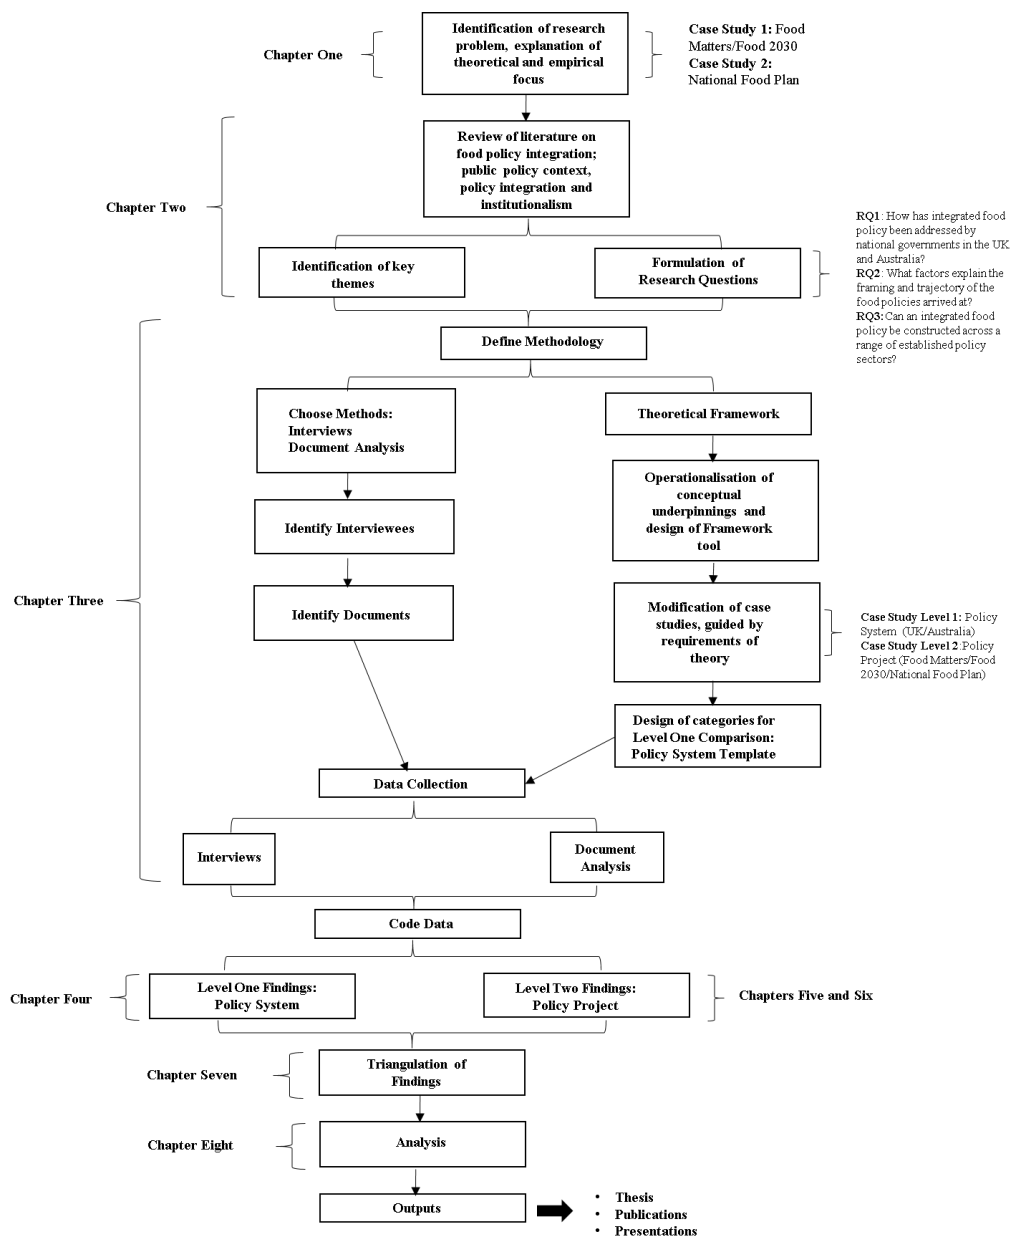 Chapter One
Identification of research
problem, explanation of
theoretical and empirical
focus
Case Study 1: Food
Matters/Food 2030
Case Study 2:
National Food Plan
Chapter Two
Review of literature on
food policy integration;
public policy context,
policy integration and
institutionalism
Identification of key
themes
Formulation of
Research Questions
RQ1: How has integrated food
policy been addressed by
national governments in the UK
and Australia?
RQ2: What factors explain the
framing and trajectory of the
food policies arrived at?
RQ3: Can an integrated food
policy be constructed across a
range of established policy
sectors?
Chapter Three
Define Methodology
Choose Methods:
Interviews
Document Analysis
Theoretical Framework
Identify Interviewees
Operationalisation of
conceptual
underpinnings and
design of Framework
tool
Identify Documents
Modification of case
studies, guided by
requirements of
theory
Case Study Level 1: Policy
System (UK/Australia)
Case Study Level 2:Policy
Project (Food Matters/Food
2030/National Food Plan)
Design of categories for
Level One Comparison:
Policy System Template
Data Collection
Interviews
Document
Analysis
Code Data
Chapter Four
Level One Findings:
Policy System
Level Two Findings:
Policy Project
Chapters Five and Six
Chapter Seven
Triangulation of
Findings
Chapter Eight
Analysis
Outputs
• Thesis
• Publications
• Presentations